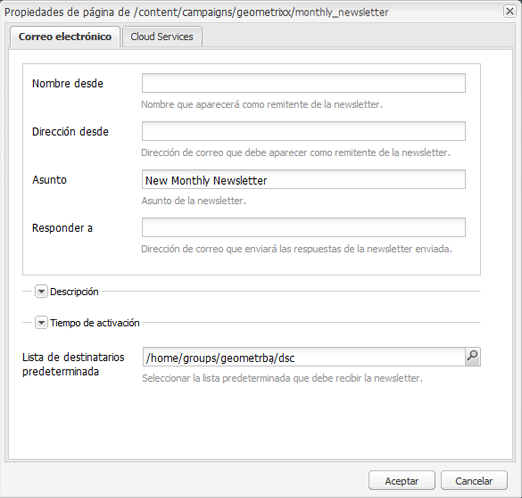 Propiedades de página de /content/campaigns/geometrixx/monthly_newsletter
Correo electrónico
Cloud Services
Nombre desde
Nombre que aparecerá como remitente de la newsletter.
Dirección desde
Dirección de correo que debe aparecer como remitente de la newsletter.
Asunto
New Monthly Newsletter
Asunto de la newsletter.
Responder a
Dirección de correo que enviará las respuestas de la newsletter enviada.
Descripción
Tiempo de activación
Lista de destinatarios
predeterminada
/home/groups/geometrba/dsc
Seleccionar la lista predeterminada que debe recibir la newsletter.
Aceptar
Cancelar